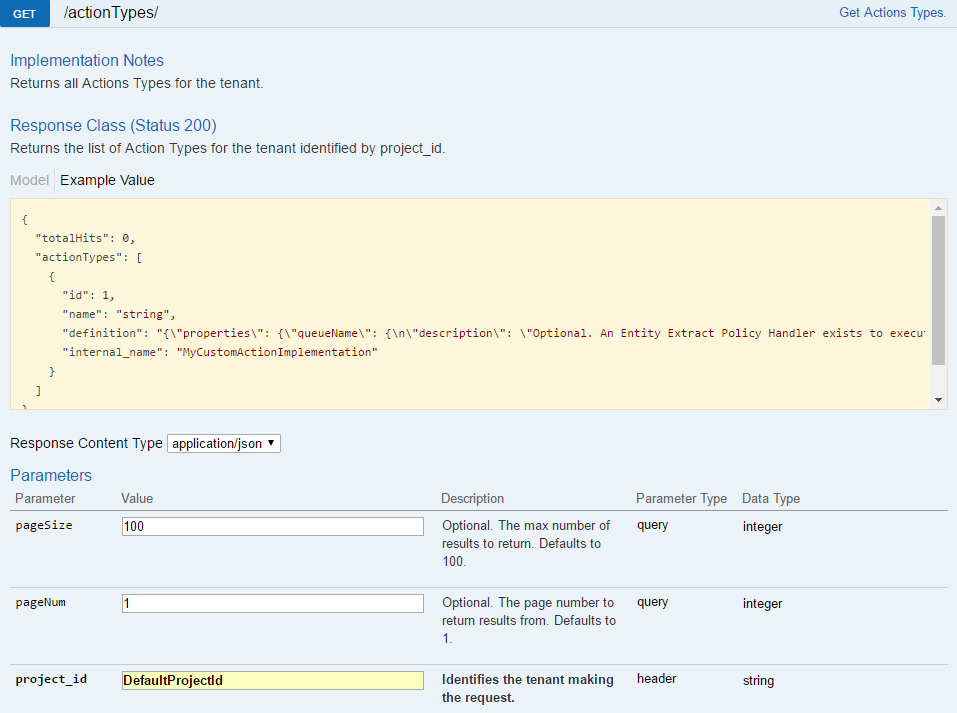 GET /actionTypes/ Get Actions Types.
Implementation Notes
Returns all Actions Types for the tenant.
Response Class (Status 200)
Returns the list of Action Types for the tenant identified by project_id.
Model Example Value
{
"totalHits": 0,
"actionTypes": [
{
"id": 1,
"name": "string",
"definition": "{\"properties\": {\"queueName\": {\n\"description\": \"Optional. An Entity Extract Policy Handler exists to execut
"internal_name": "MyCustomActionImplementation"
}
]
}
Response Content Type application/json
Parameters
Parameter Value Description Parameter Type Data Type
pageSize 100 Optional. The max number of query integer
results to return. Defaults to
100.
pageNum 1 Optional. The page number to query integer
return results from. Defaults to
1.
project_id DefaultProjectId Identifies the tenant making header string
the request.